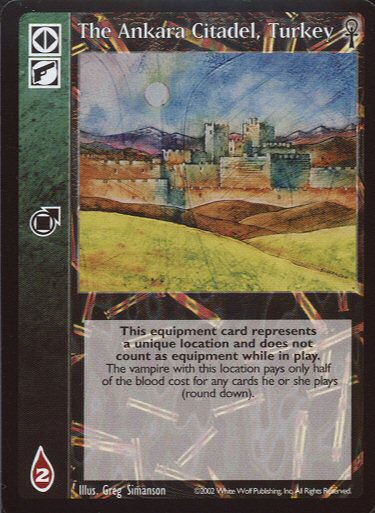 The Ankara Citadel, Turkey
This equipment card represents
a unique location and does not
count as equipment while in play.
The vampire with this location pays only half
of the blood cost for any cards he or she plays
(round down).
2
Illus. Greg Simanson
©2002 White Wolf Publishing, Inc. All Rights Reserved.